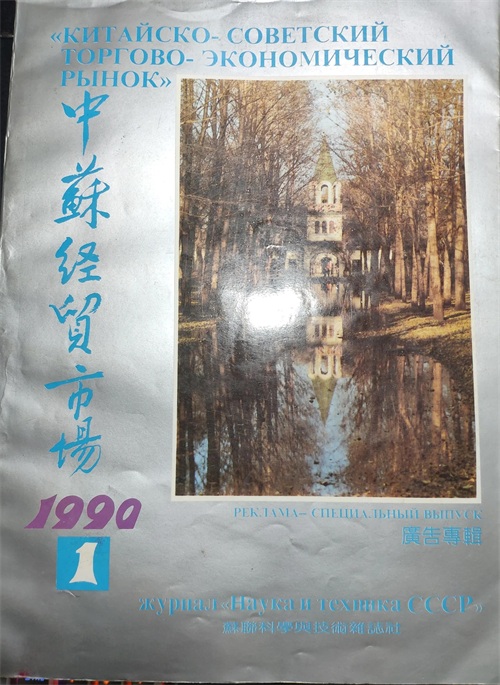 «КИТАЙСКО-СОВЕТСКИЙ
ТОРГОВО-ЭКОНОМИЧЕСКИЙ
РЫНОК»
中蘇経貿市場
1990
1
РЕКЛАМА—СПЕЦИАЛЬНЫЙ ВЫПУСК
廣告專輯
журнал «Наука и техника СССР»
蘇聯科學與技術雜誌社